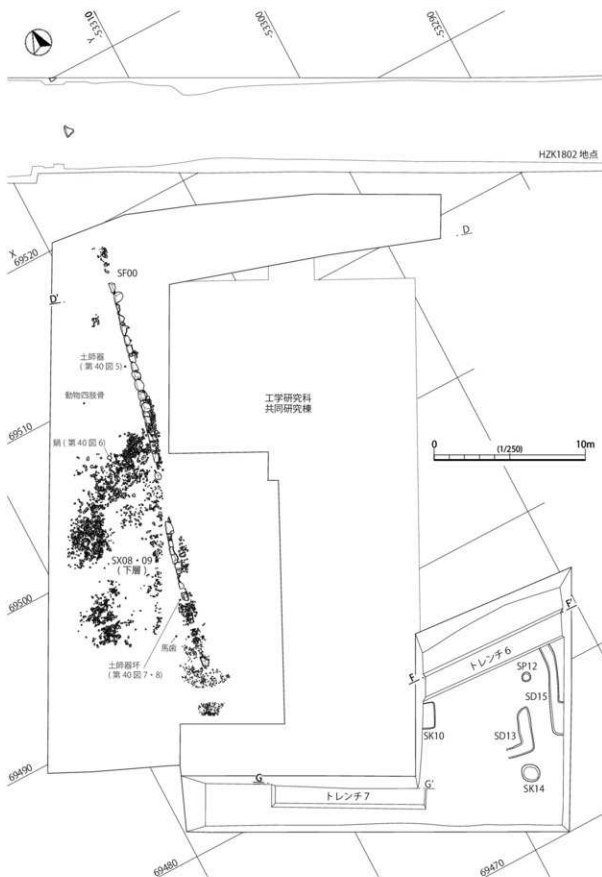 -53310
Y
-53300
-53290
HZK1802 地点
X
69520
SF00
D
D'
土師器
(第 40 図 5)
動物四肢骨
工学研究科
共同研究棟
69510
鍋 (第 40 図 6)
0
(1/250)
10m
SX08・09
(下層)
69500
土師器坏
(第 40 図 7・8)
馬歯
F'
トレンチ 6
F
SP12
SD15
SK10
SD13
SK14
69490
G
G'
トレンチ 7
69480
69470